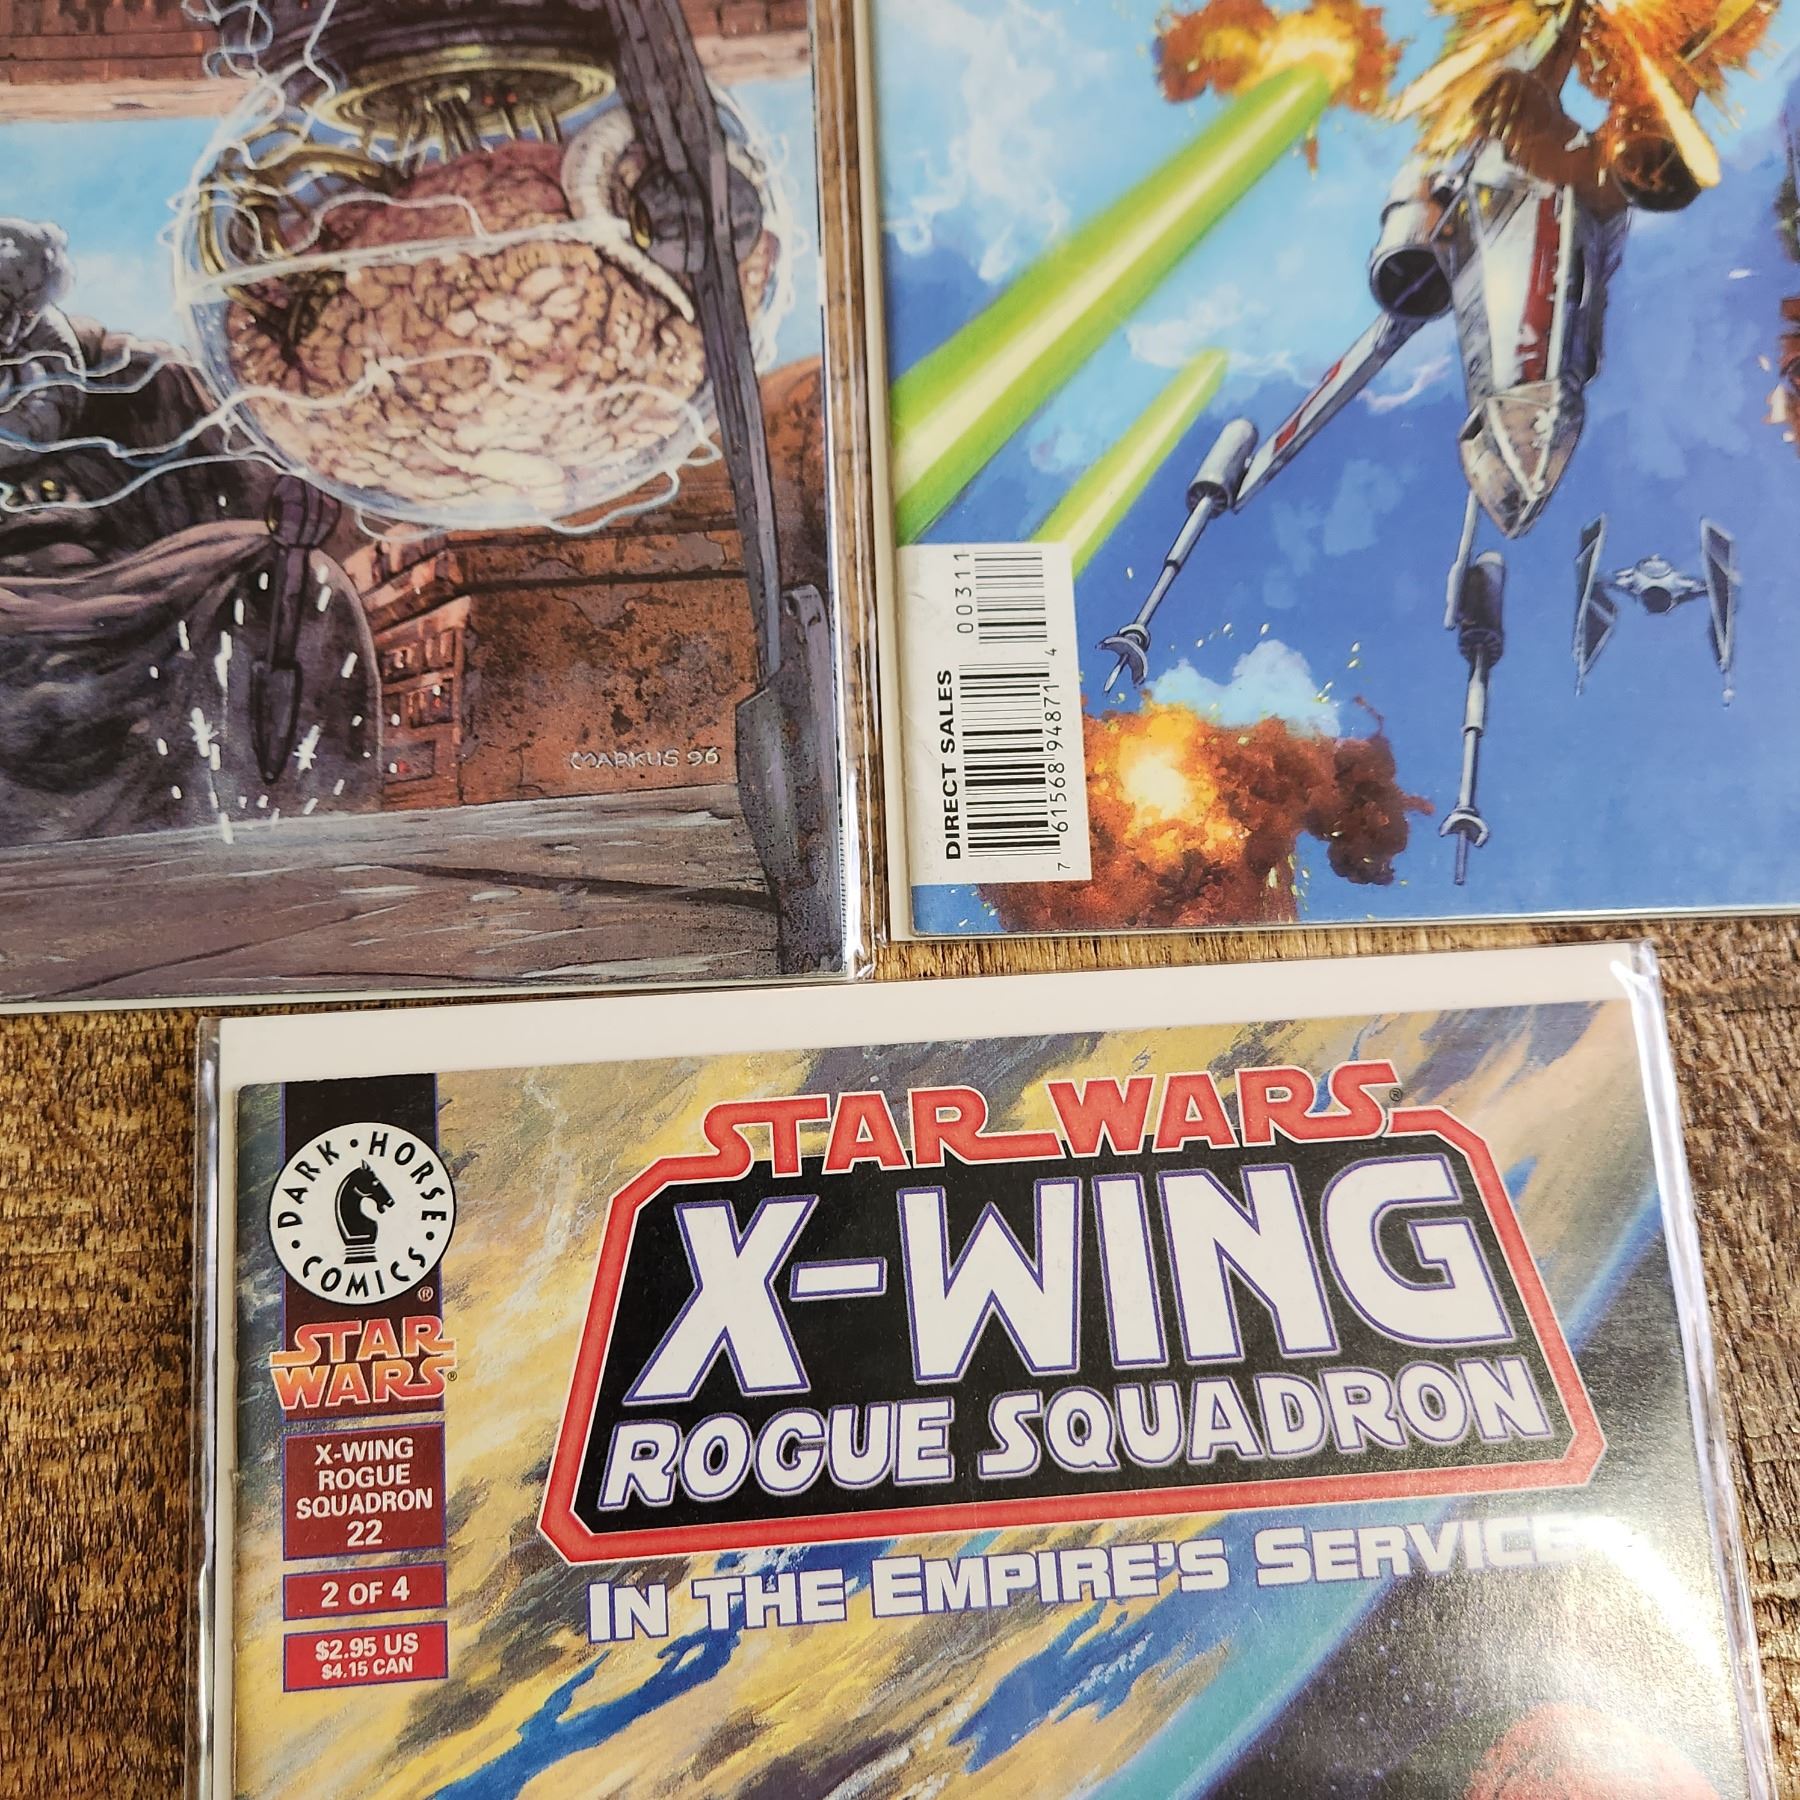 MARKUS 96
DIRECT SALES
00311
7 61568 94871 4
STAR WARS®
X-WING
ROGUE SQUADRON
IN THE EMPIRE'S SERVICE
DARK • HORSE
• COMICS •
®
STAR
WARS®
X-WING
ROGUE
SQUADRON
22
2 OF 4
$2.95 US
$4.15 CAN